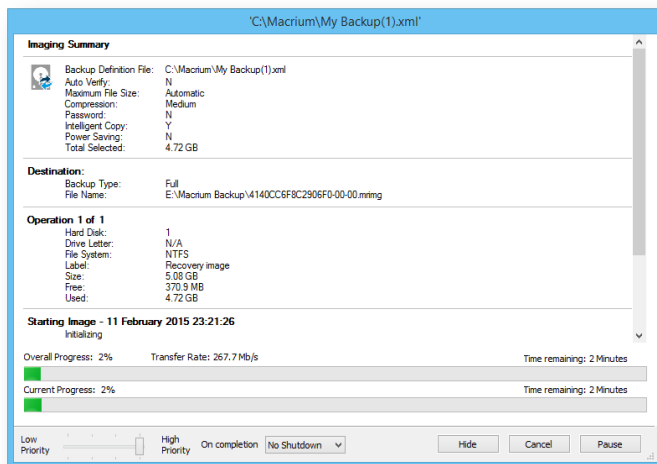 'C:\Macrium\My Backup(1).xml'
Imaging Summary
Backup Definition File: C:\Macrium\My Backup(1).xml
Auto Verify: N
Maximum File Size: Automatic
Compression: Medium
Password: N
Intelligent Copy: Y
Power Saving: N
Total Selected: 4.72 GB
Destination:
Backup Type: Full
File Name: E:\Macrium Backup\4140CC6F8C2906F0-00-00.mrimg
Operation 1 of 1
Hard Disk: 1
Drive Letter: N/A
File System: NTFS
Label: Recovery image
Size: 5.08 GB
Free: 370.9 MB
Used: 4.72 GB
Starting Image - 11 February 2015 23:21:26
Initializing
Overall Progress: 2% Transfer Rate: 267.7 Mb/s Time remaining: 2 Minutes
Current Progress: 2% Time remaining: 2 Minutes
Low Priority High Priority On completion No Shutdown Hide Cancel Pause